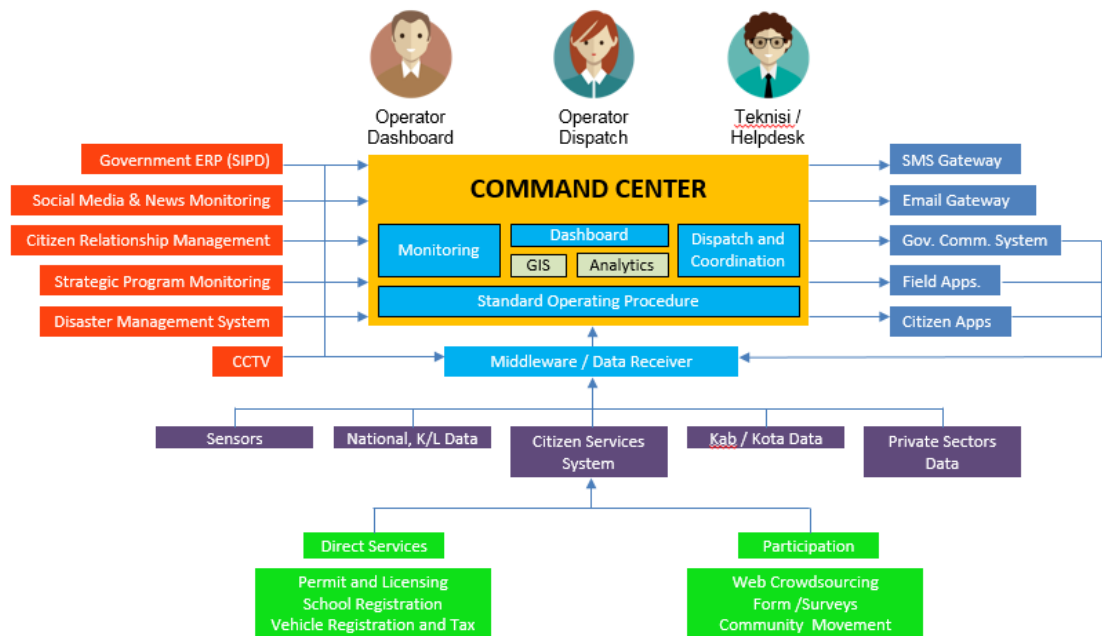 Operator
Dashboard
Operator
Dispatch
Teknisi /
Helpdesk
Government ERP (SIPD)
Social Media & News Monitoring
Citizen Relationship Management
Strategic Program Monitoring
Disaster Management System
CCTV
COMMAND CENTER
Monitoring
Dashboard
GIS
Analytics
Dispatch and
Coordination
Standard Operating Procedure
SMS Gateway
Email Gateway
Gov. Comm. System
Field Apps.
Citizen Apps
Middleware / Data Receiver
Sensors
National, K/L Data
Citizen Services
System
Kab / Kota Data
Private Sectors
Data
Direct Services
Permit and Licensing
School Registration
Vehicle Registration and Tax
Participation
Web Crowdsourcing
Form /Surveys
Community Movement